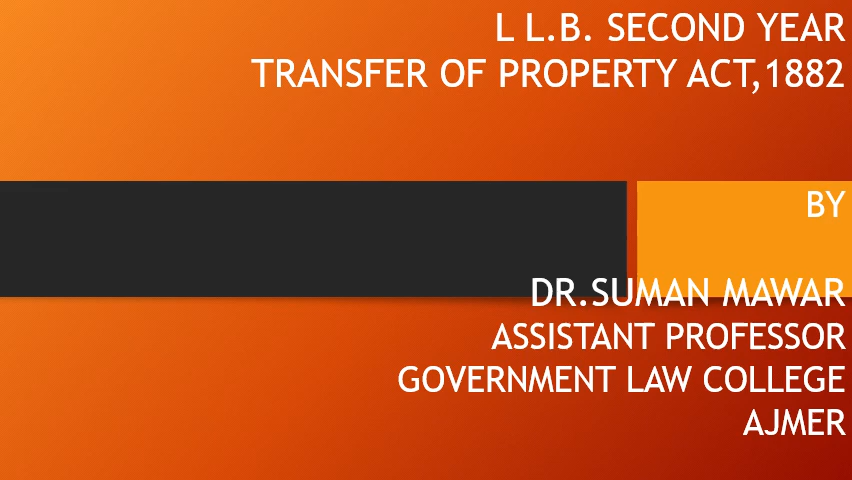 L L.B. SECOND YEAR
TRANSFER OF PROPERTY ACT,1882
BY
DR.SUMAN MAWAR
ASSISTANT PROFESSOR
GOVERNMENT LAW COLLEGE
AJMER